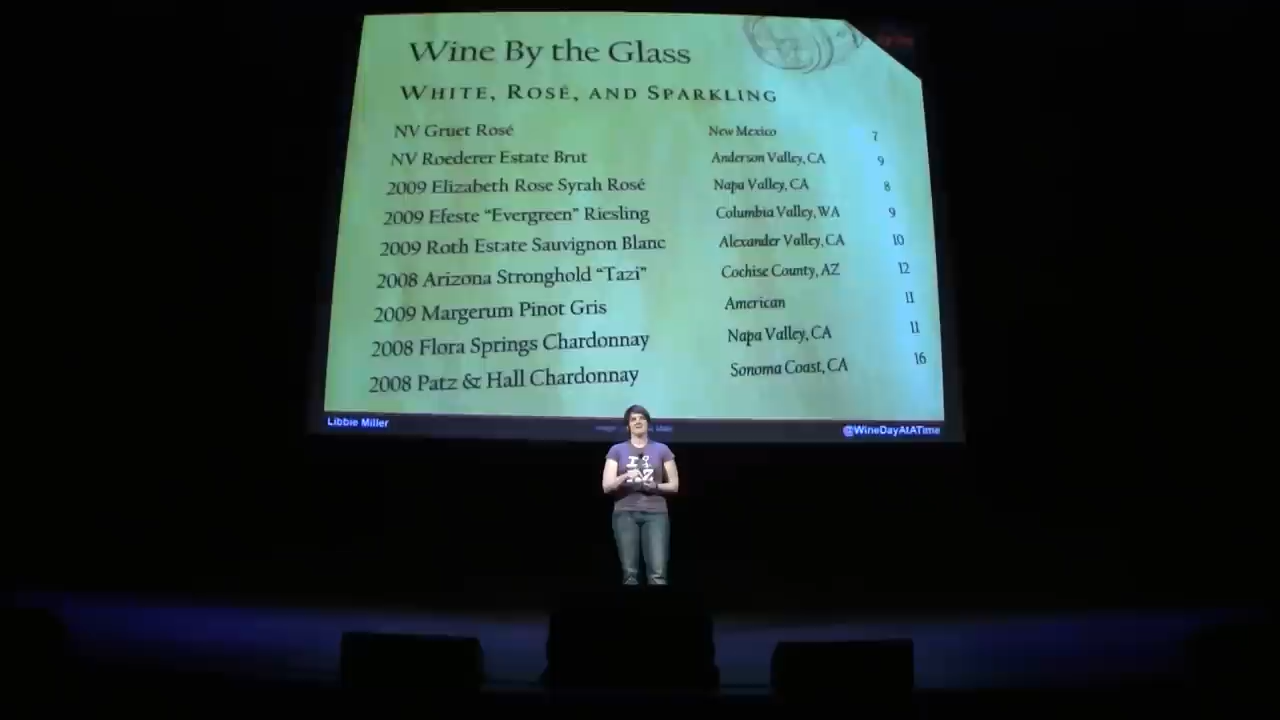 Wine By the Glass
White, Rosé, and Sparkling
NV Gruet Rosé New Mexico 7
NV Roederer Estate Brut Anderson Valley, CA 9
2009 Elizabeth Rose Syrah Rosé Napa Valley, CA 8
2009 Efeste “Evergreen” Riesling Columbia Valley, WA 9
2009 Roth Estate Sauvignon Blanc Alexander Valley, CA 10
2008 Arizona Stronghold “Tazi” Cochise County, AZ 12
2009 Margerum Pinot Gris American 11
2008 Flora Springs Chardonnay Napa Valley, CA 11
2008 Patz & Hall Chardonnay Sonoma Coast, CA 16
Libbie Miller @WineDayAtATime
I
AZ